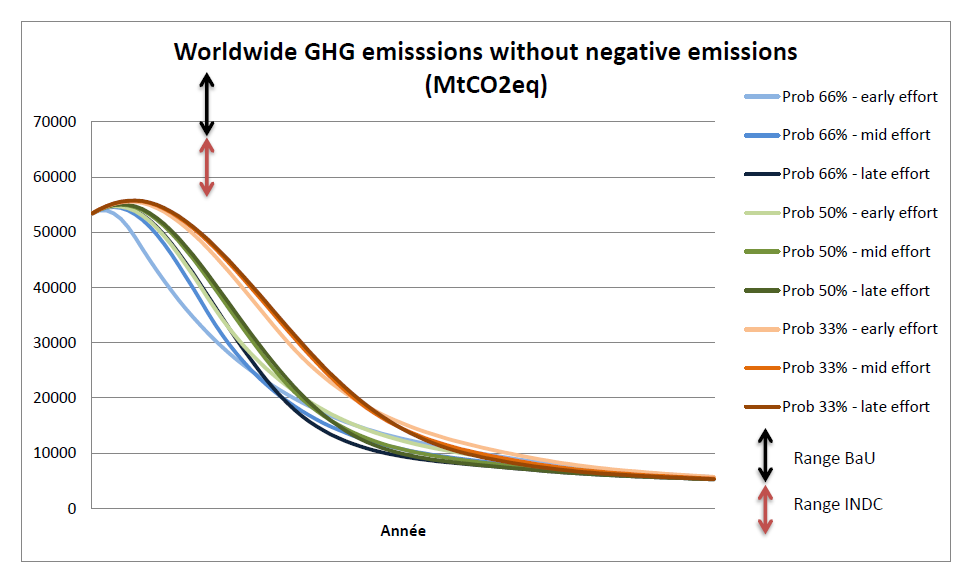 Worldwide GHG emisssions without negative emissions
(MtCO2eq)
70000
60000
50000
40000
30000
20000
10000
0
Année
Prob 66% - early effort
Prob 66% - mid effort
Prob 66% - late effort
Prob 50% - early effort
Prob 50% - mid effort
Prob 50% - late effort
Prob 33% - early effort
Prob 33% - mid effort
Prob 33% - late effort
Range BaU
Range INDC